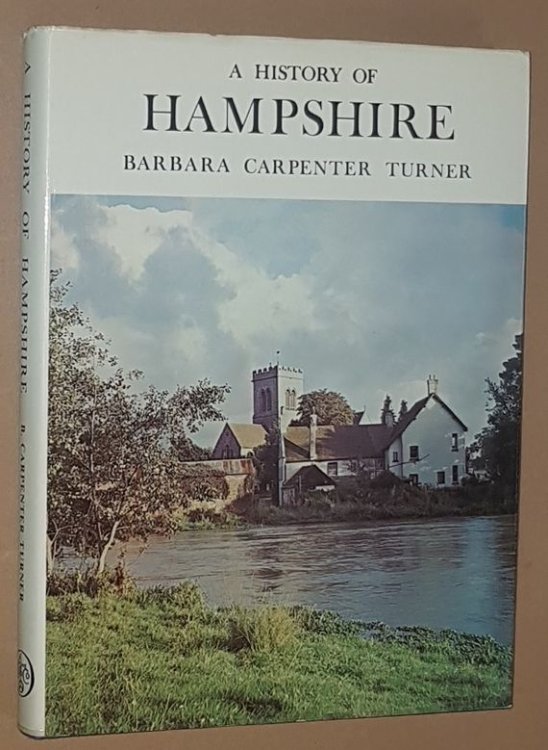 A HISTORY OF
HAMPSHIRE
BARBARA CARPENTER TURNER
A HISTORY OF HAMPSHIRE B. CARPENTER TURNER